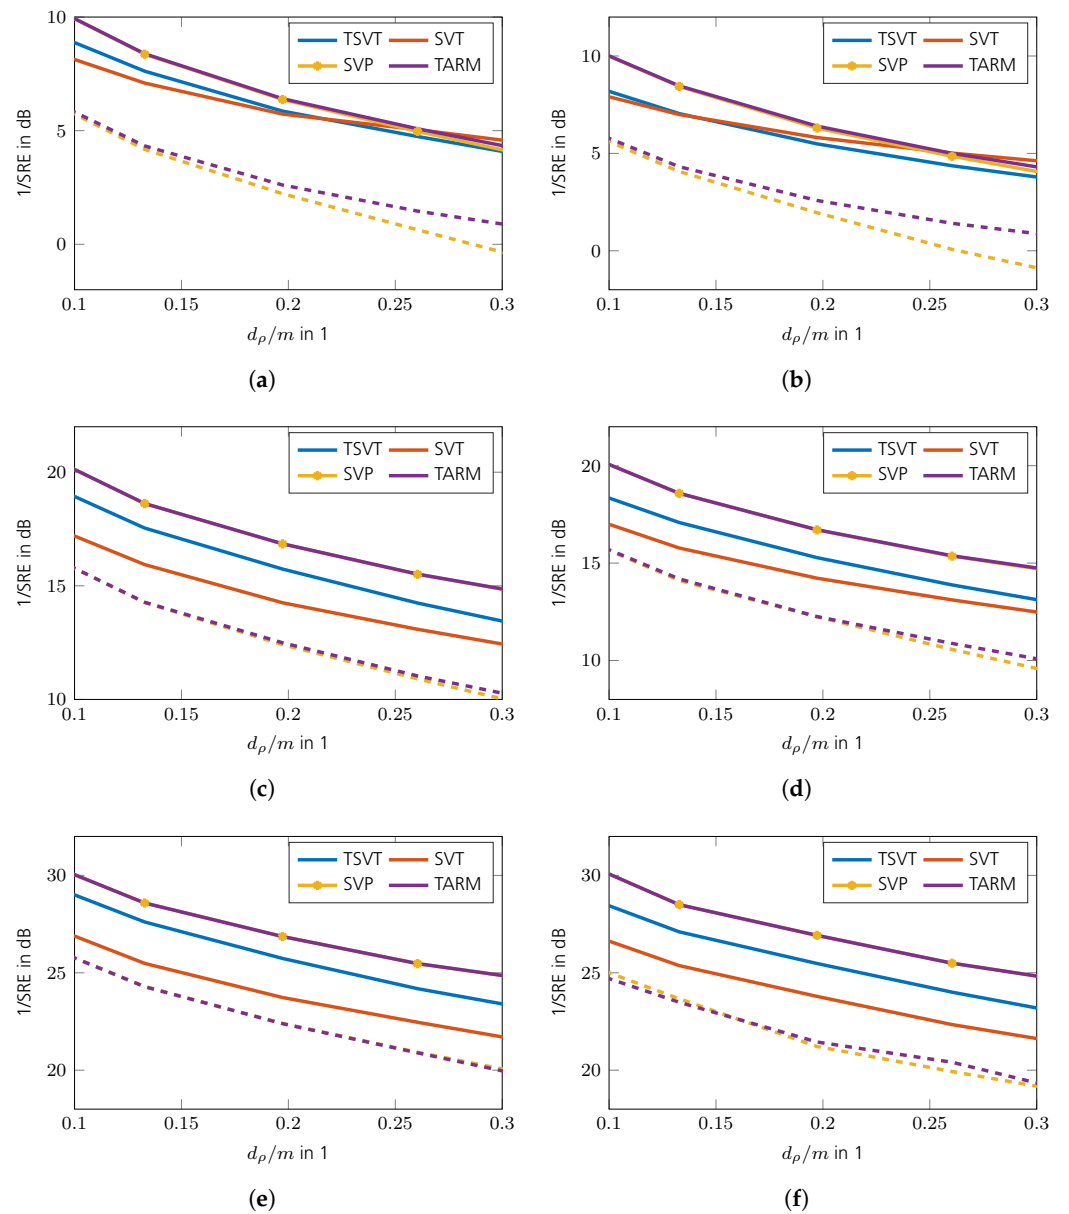 10
5
0
1/SRE in dB
TSVT SVT
SVP TARM
0.1 0.15 0.2 0.25 0.3
dρ/m in 1
(a)
10
5
0
1/SRE in dB
TSVT SVT
SVP TARM
0.1 0.15 0.2 0.25 0.3
dρ/m in 1
(b)
20
15
10
1/SRE in dB
TSVT SVT
SVP TARM
0.1 0.15 0.2 0.25 0.3
dρ/m in 1
(c)
20
15
10
1/SRE in dB
TSVT SVT
SVP TARM
0.1 0.15 0.2 0.25 0.3
dρ/m in 1
(d)
30
25
20
1/SRE in dB
TSVT SVT
SVP TARM
0.1 0.15 0.2 0.25 0.3
dρ/m in 1
(e)
30
25
20
1/SRE in dB
TSVT SVT
SVP TARM
0.1 0.15 0.2 0.25 0.3
dρ/m in 1
(f)